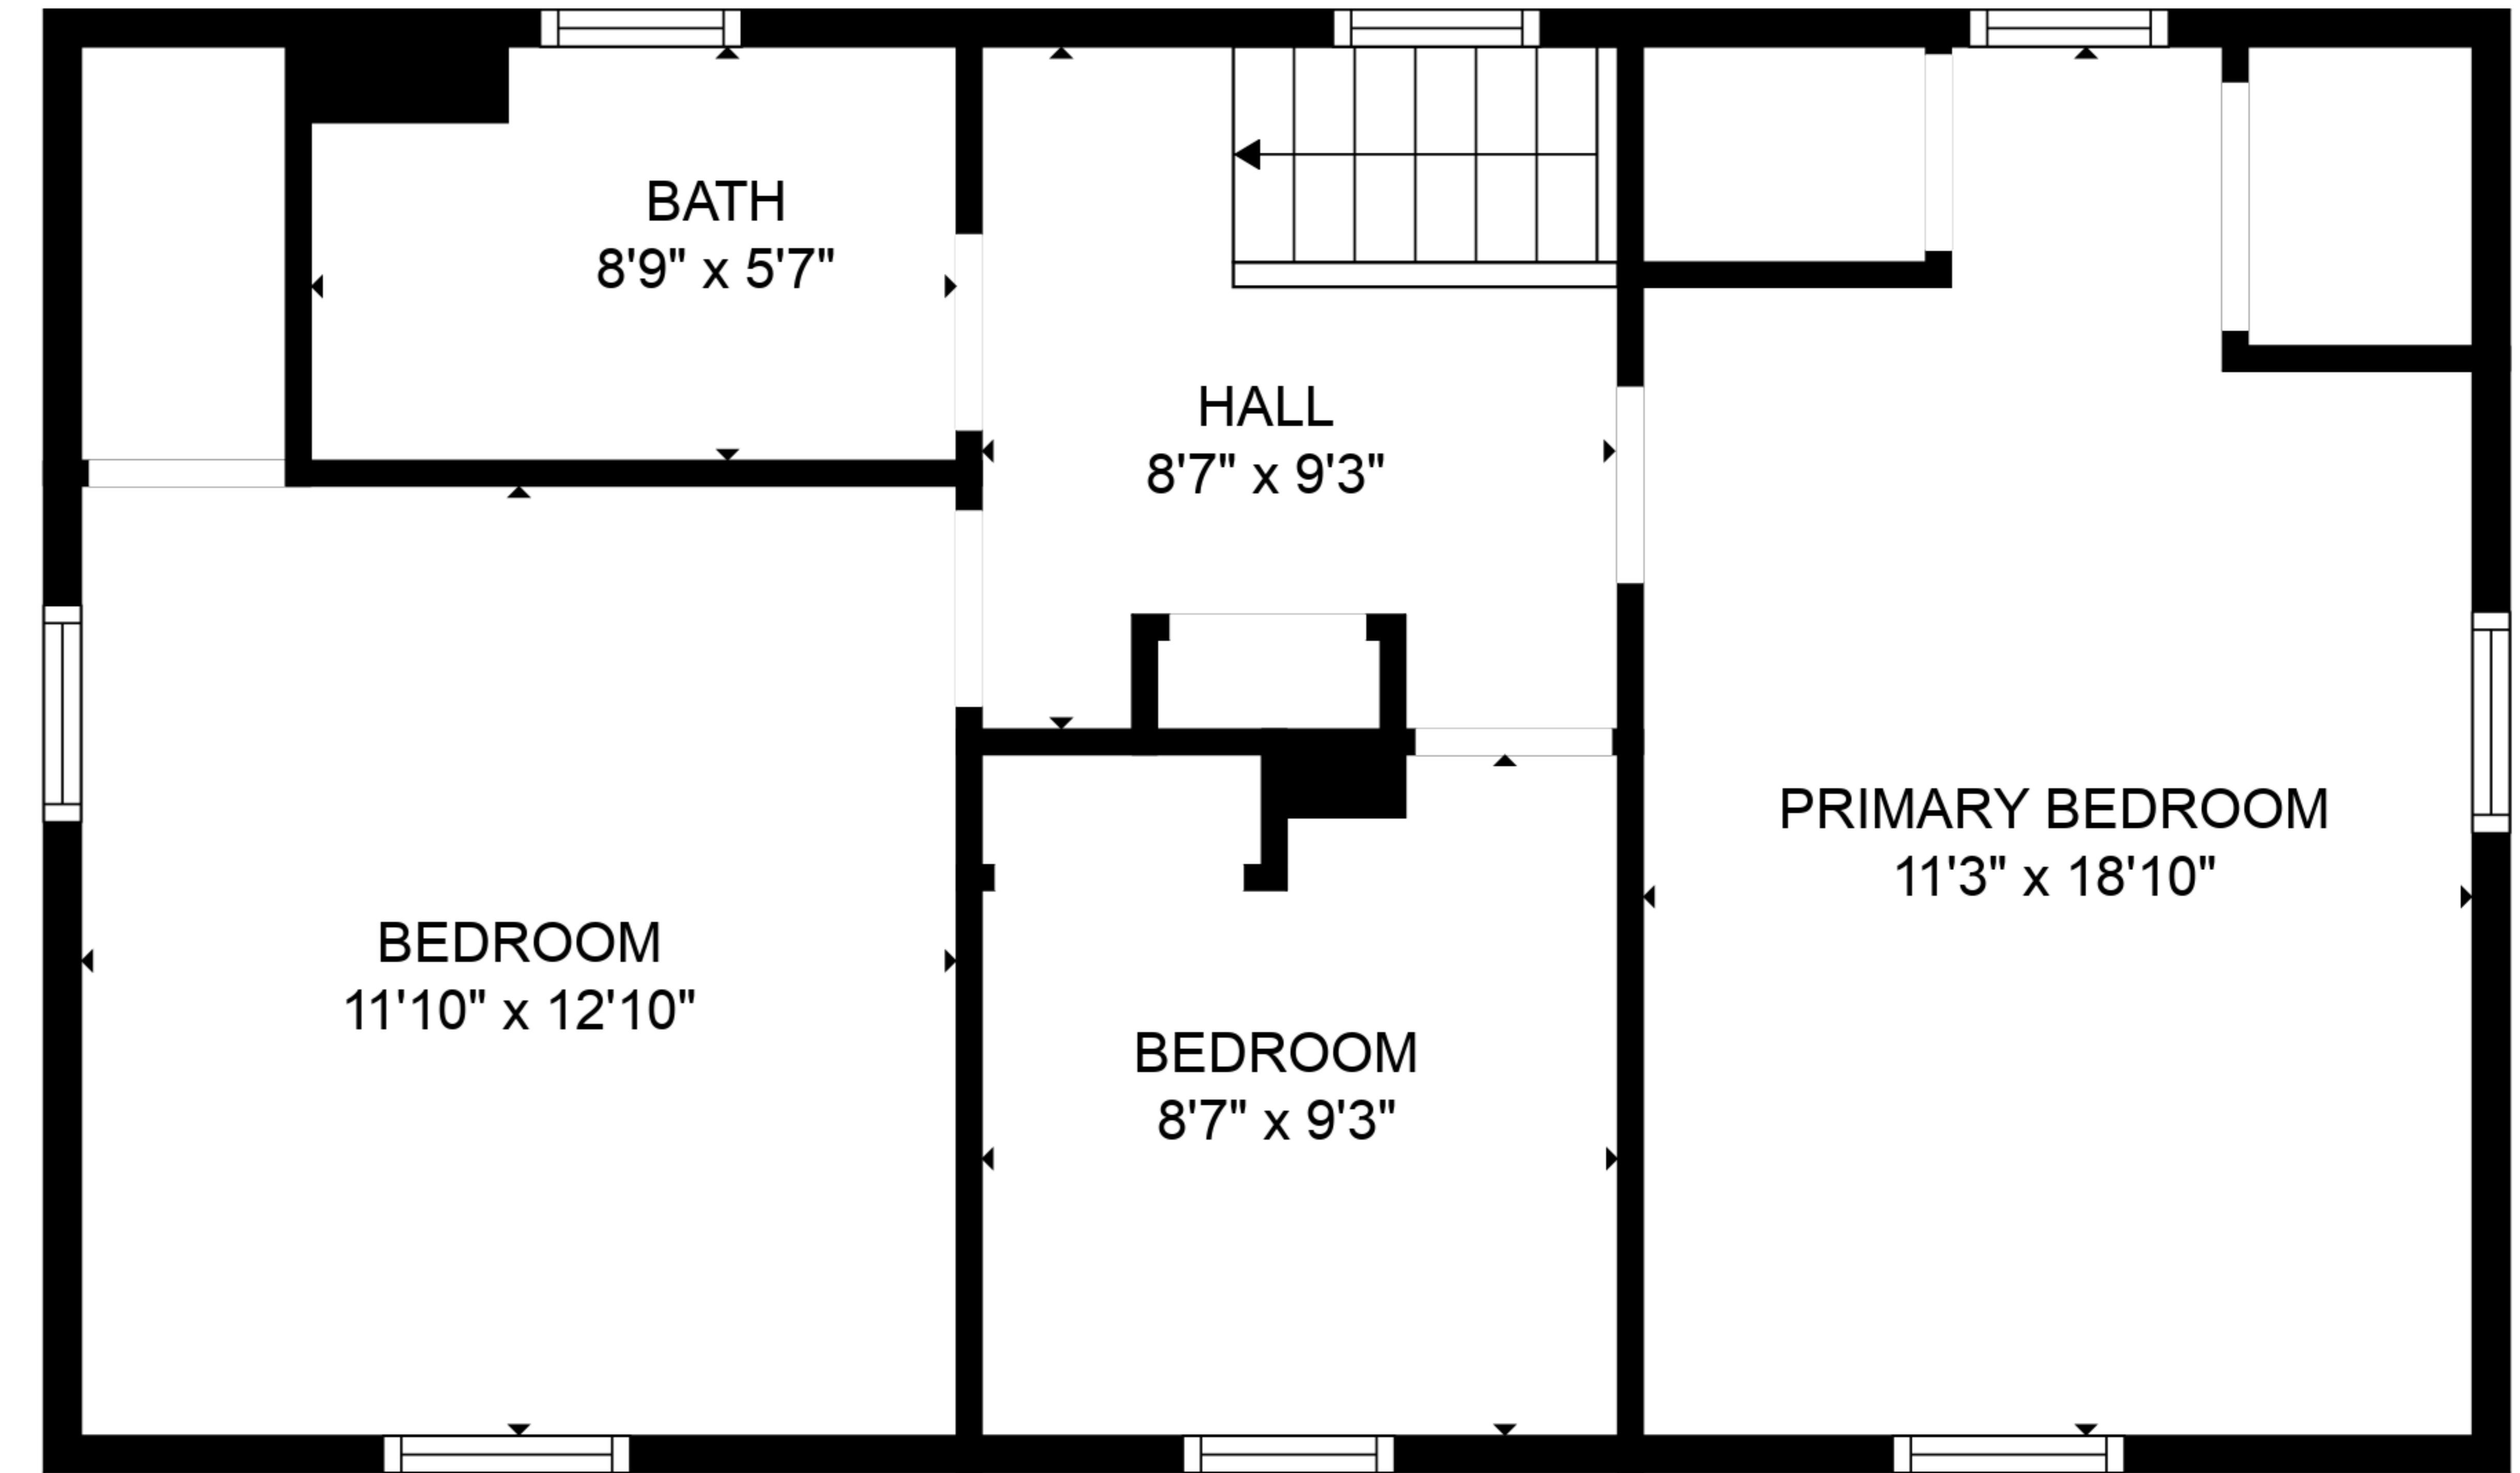 BATH
8'9" x 5'7"
HALL
8'7" x 9'3"
PRIMARY BEDROOM
11'3" x 18'10"
BEDROOM
11'10" x 12'10"
BEDROOM
8'7" x 9'3"